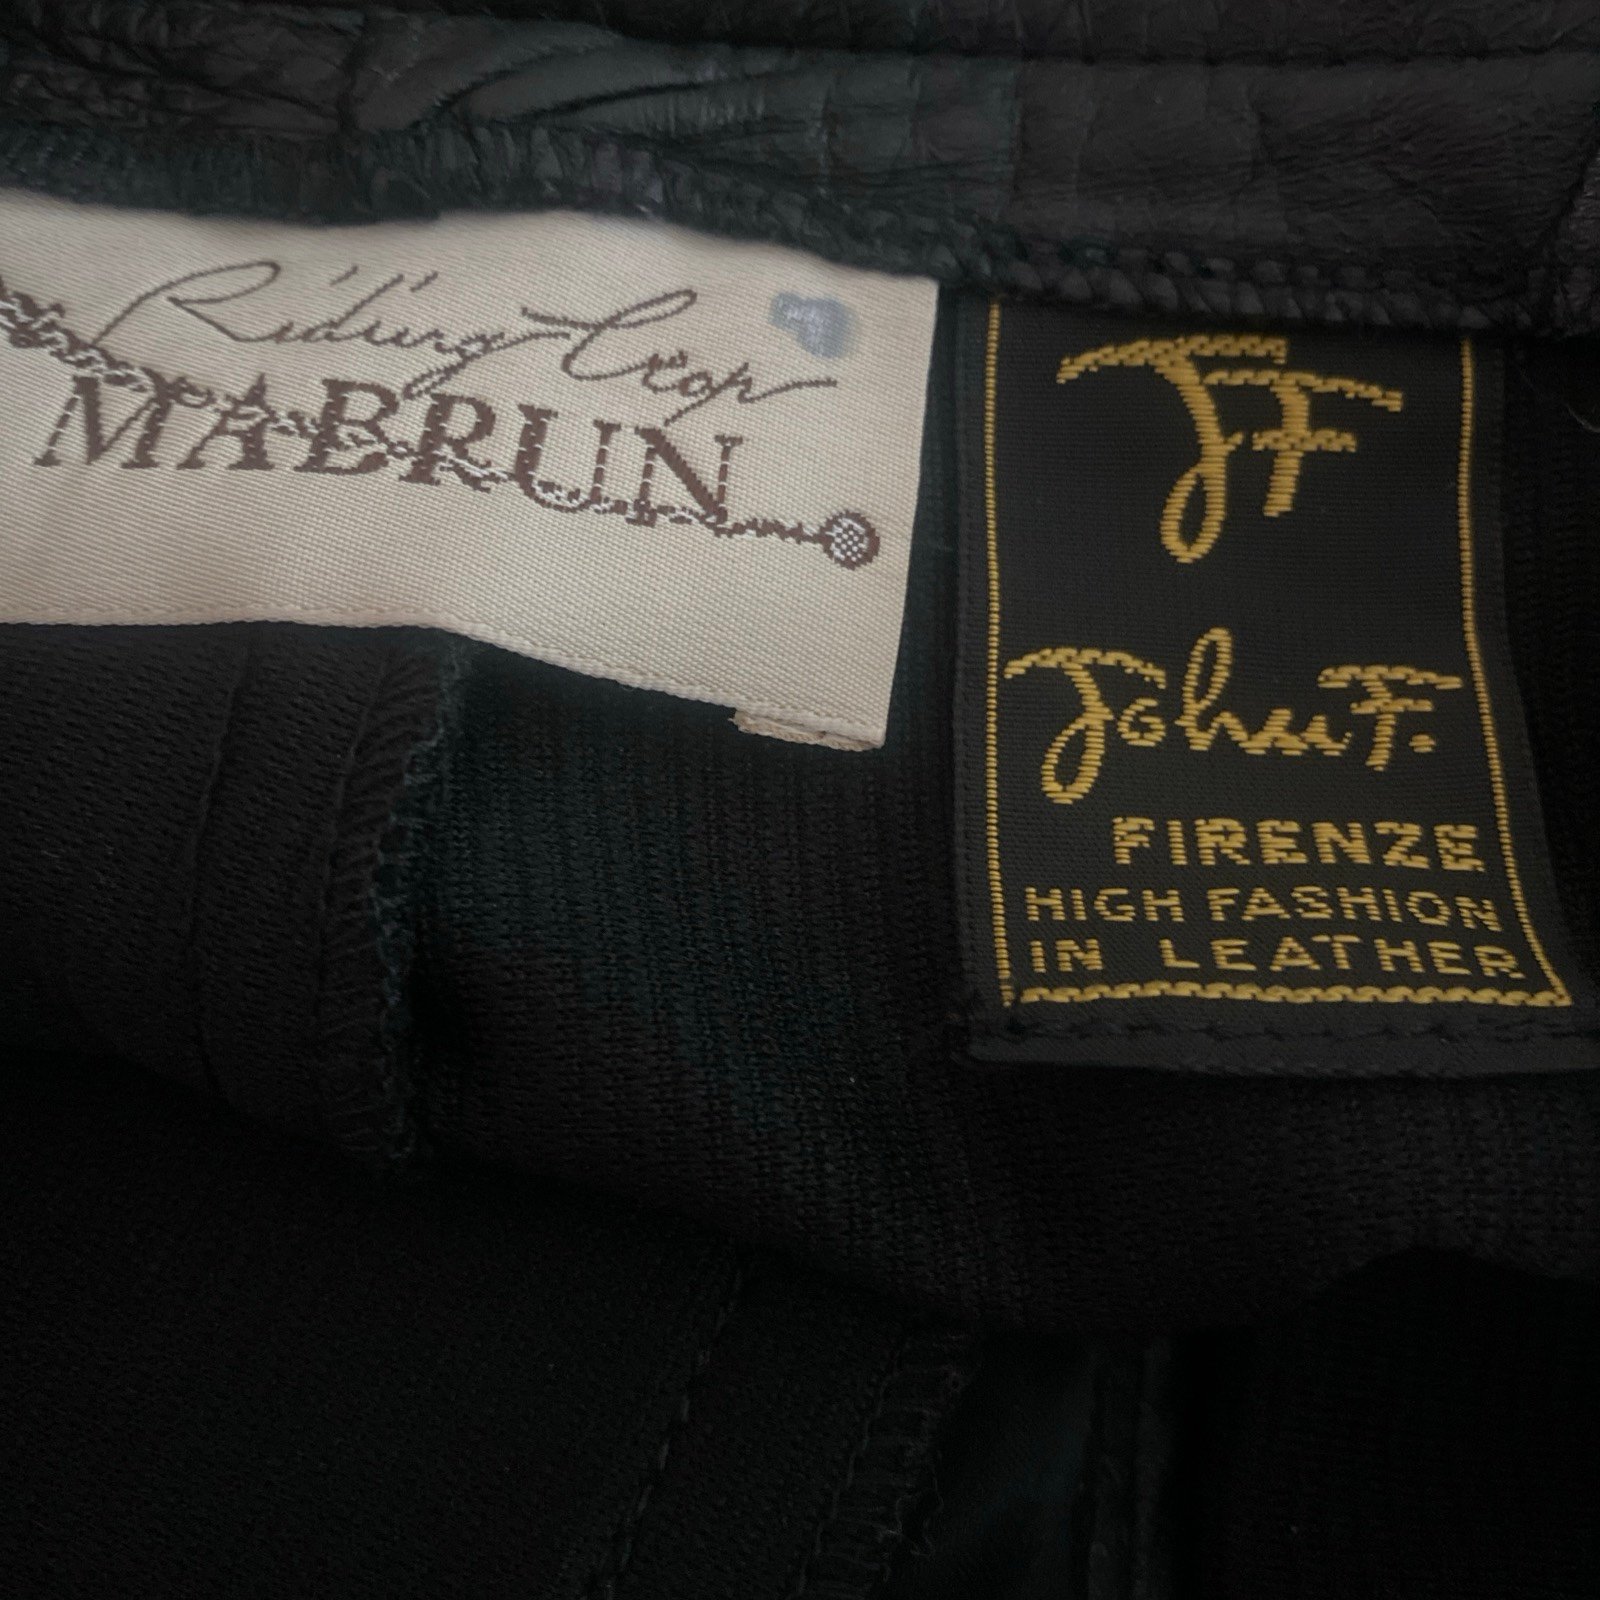 Riding Crop
MABRUN
JF
John F.
FIRENZE
HIGH FASHION
IN LEATHER